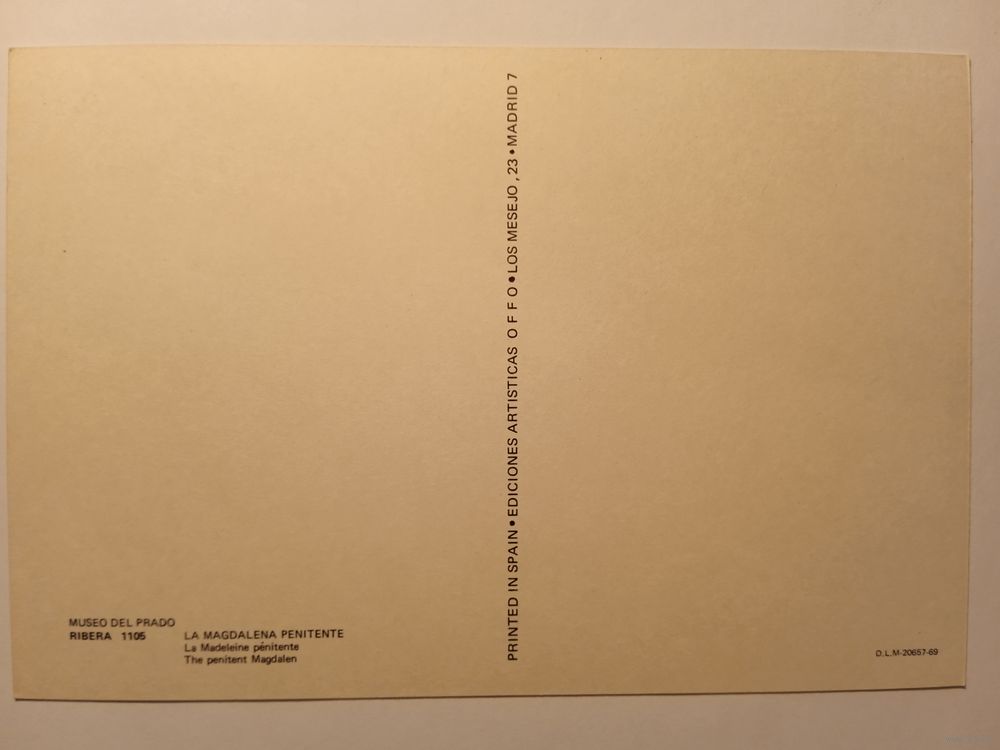 MUSEO DEL PRADO
RIBERA 1105 LA MAGDALENA PENITENTE
La Madeleine pénitente
The penitent Magdalen
PRINTED IN SPAIN • EDICIONES ARTISTICAS O F F O • LOS MESEJO , 23 • MADRID 7
D.L.M-20657-69